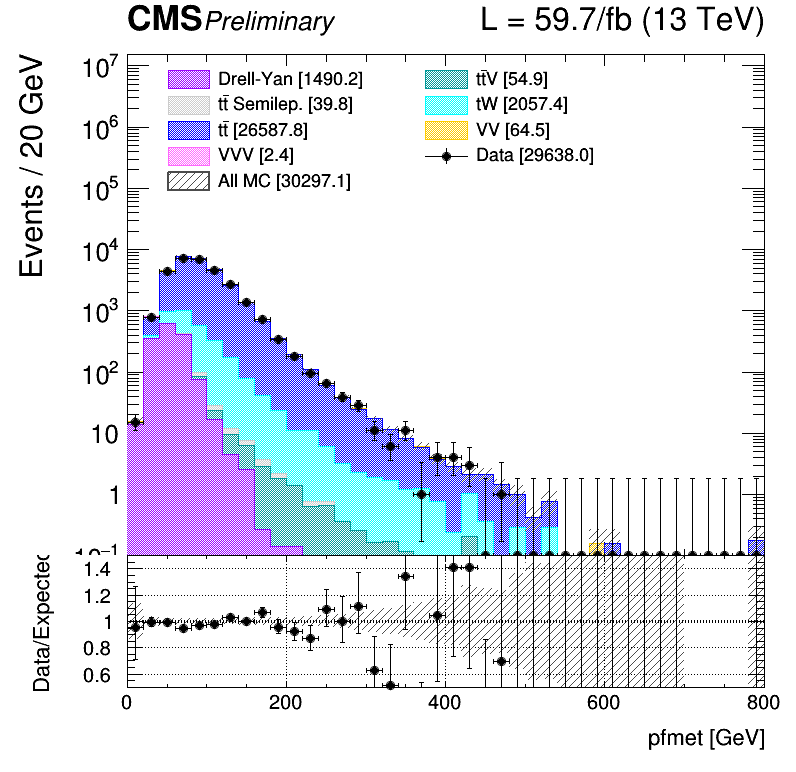 CMS Preliminary L = 59.7/fb (13 TeV)
Events / 20 GeV
10⁷
10⁶
10⁵
10⁴
10³
10²
10
1
10⁻¹
Drell-Yan [1490.2]
tt̄ Semilep. [39.8]
tt̄ [26587.8]
VVV [2.4]
All MC [30297.1]
tt̄V [54.9]
tW [2057.4]
VV [64.5]
Data [29638.0]
Data/Expected
1.4
1.2
1
0.8
0.6
0 200 400 600 800
pfmet [GeV]